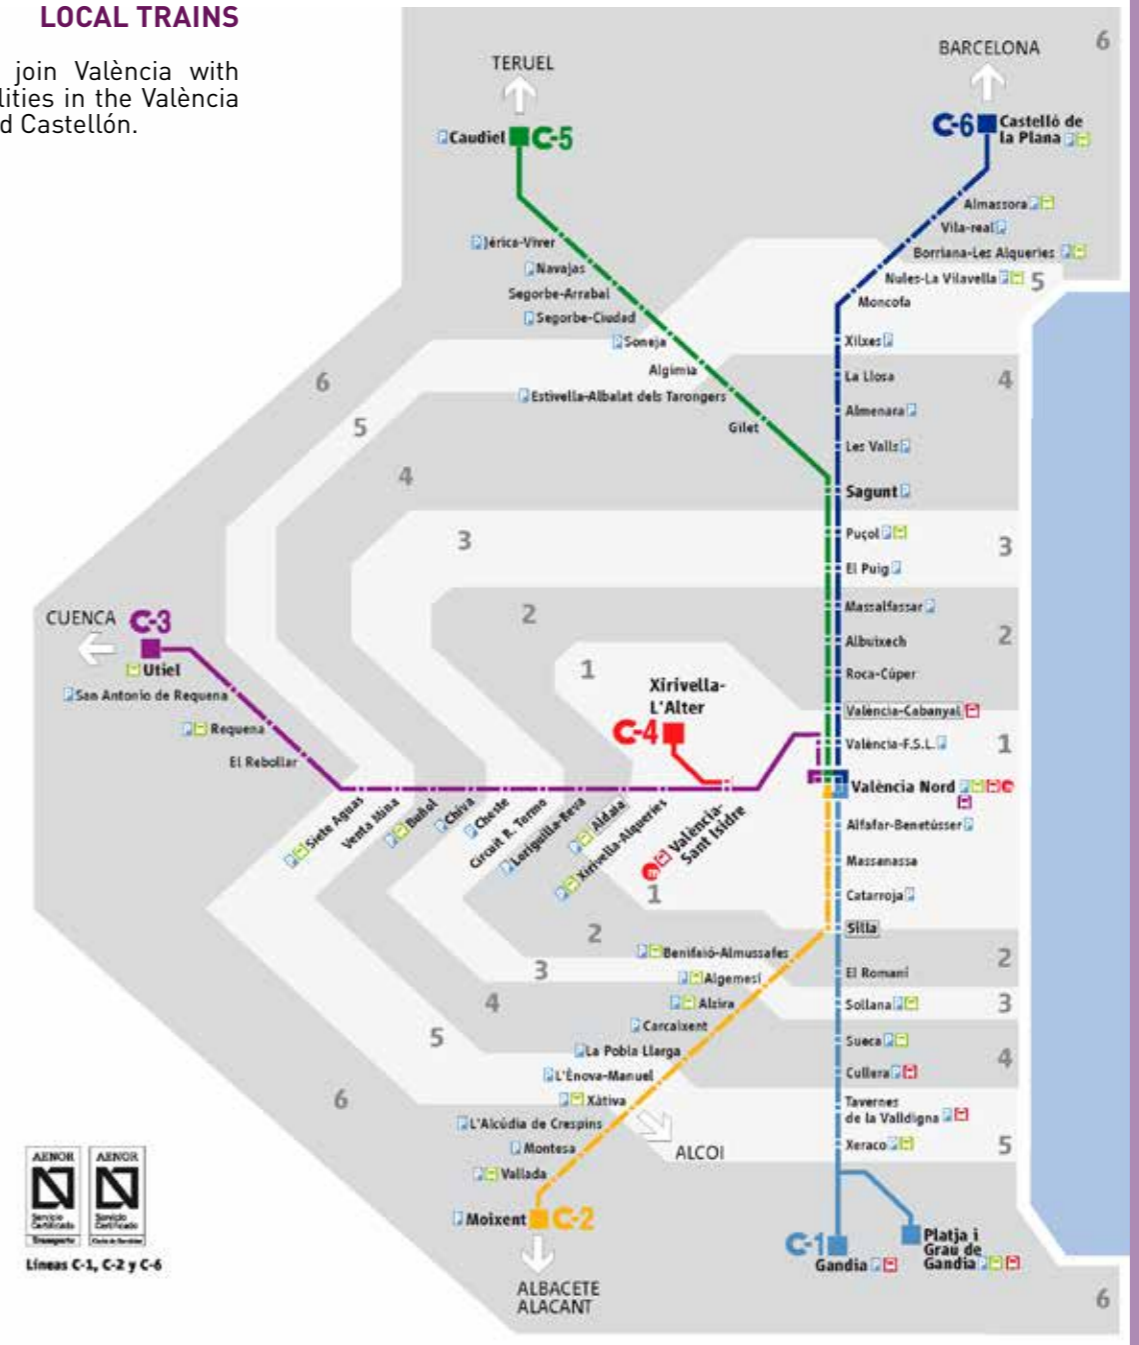 LOCAL TRAINS
join València with
lities in the València
d Castellón.
TERUEL
BARCELONA
6
Caudiel C-5
C-6 Castelló de
la Plana
Almassora
Vila-real
Borriana-Les Alqueries
Nules-La Vilavella
5
Moncofa
Jérica-Viver
Navajas
Segorbe-Arrabal
Segorbe-Ciudad
Soneja
Algimia
Estivella-Albalat dels Tarongers
Gilet
Xilxes
La Llosa
4
Almenara
Les Valls
Sagunt
6
5
4
3
2
1
Puçol
3
El Puig
Massalfassar
Albuixech
2
Roca-Cúper
València-Cabanyal
València-F.S.L.
1
València Nord
CUENCA
C-3
Utiel
San Antonio de Requena
Requena
El Rebollar
Xirivella-
L'Alter
C-4
Siete Aguas
Venta Mina
Buñol
Chiva
Cheste
Circuit R. Tormo
Loriguilla-Reva
Aldaia
Xirivella-Alqueries
València-
Sant Isidre
m
Alfafar-Benetússer
Massanassa
Catarroja
Silla
1
2
3
4
5
6
Benifaió-Almussafes
Algemesí
Alzira
Carcaixent
La Pobla Llarga
L'Ènova-Manuel
Xàtiva
L'Alcúdia de Crespins
Montesa
Vallada
Moixent C-2
ALCOI
ALBACETE
ALACANT
El Romaní
2
Sollana
3
Sueca
4
Cullera
Tavernes
de la Valldigna
Xeraco
5
C-1
Gandia
Platja i
Grau de
Gandia
6
AENOR AENOR
Servicio
Certificado
Servicio
Certificado
Transporte
Líneas C-1, C-2 y C-6